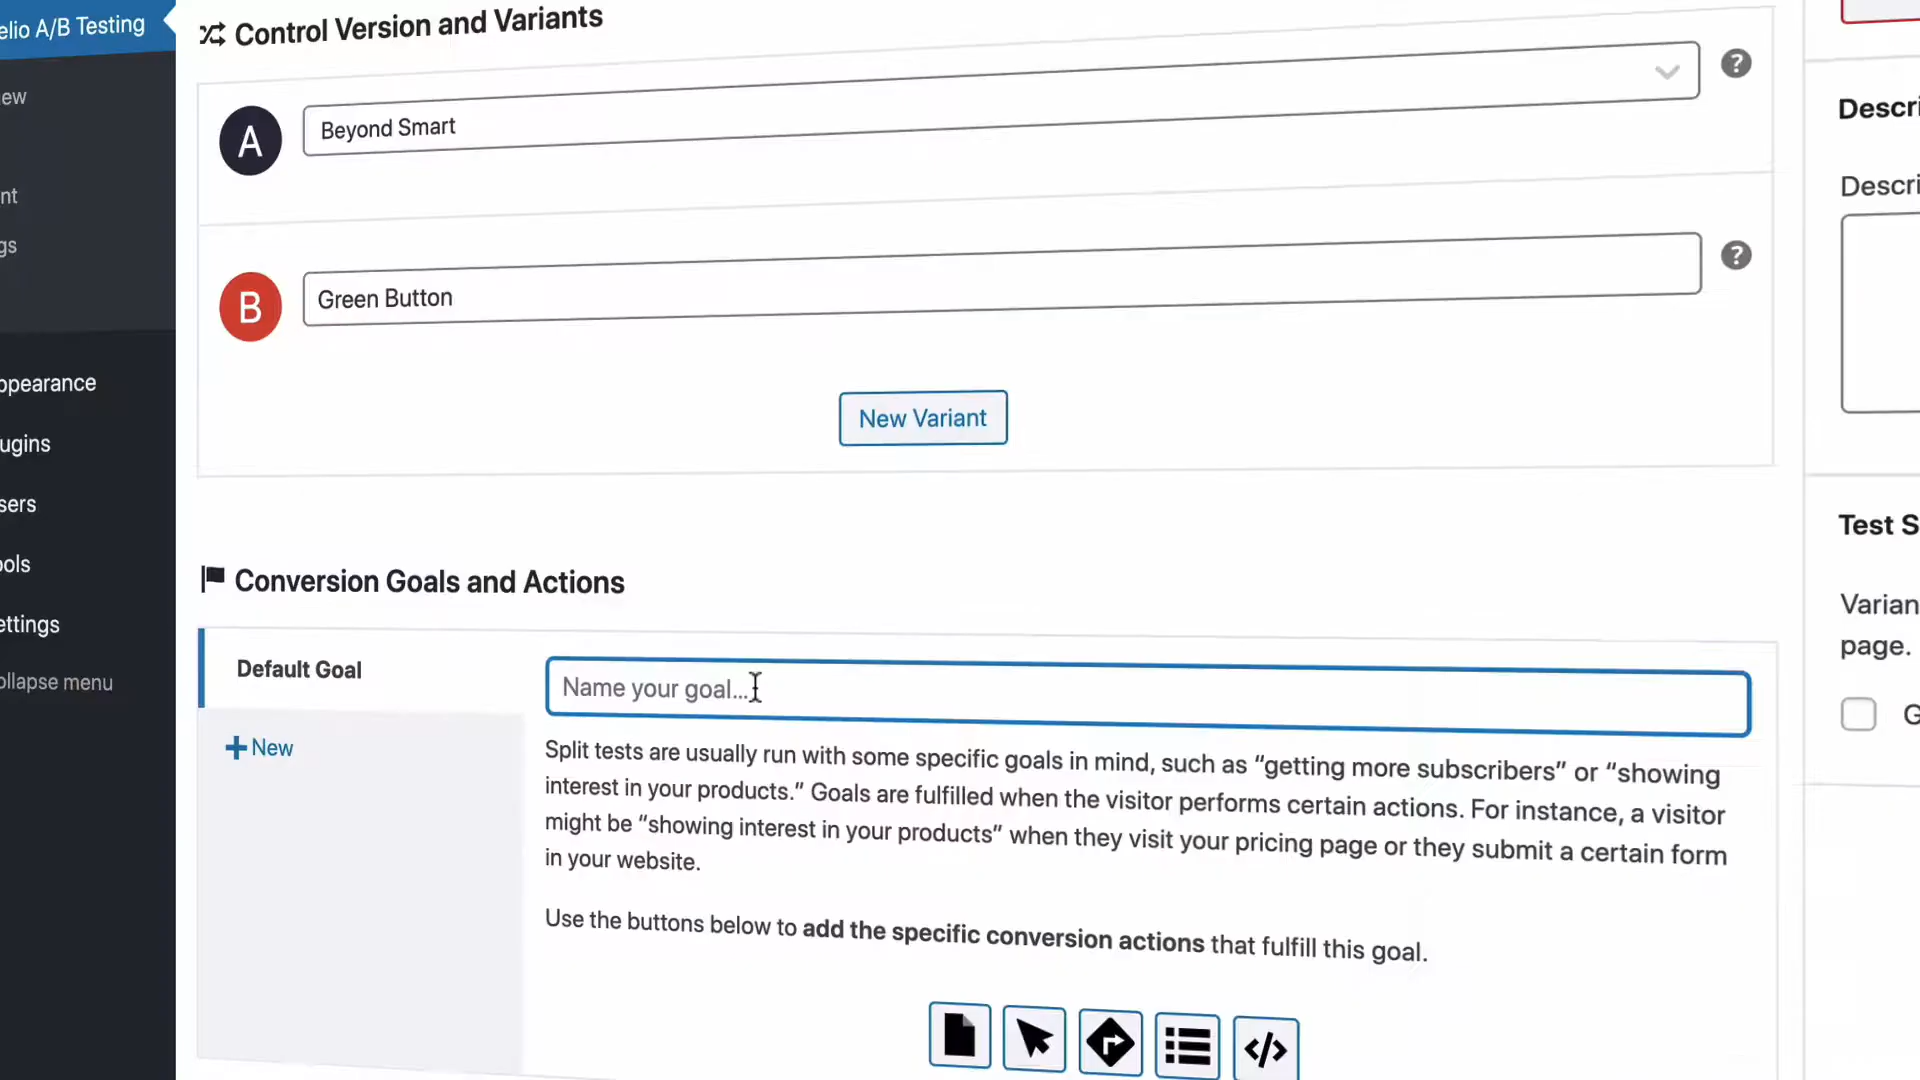 elio A/B Testing
ew
nt
gs
ppearance
ugins
sers
ols
ettings
ollapse menu
Control Version and Variants
A
Beyond Smart
?
B
Green Button
?
New Variant
Conversion Goals and Actions
Default Goal
New
Name your goal...
Split tests are usually run with some specific goals in mind, such as “getting more subscribers” or “showing
interest in your products.” Goals are fulfilled when the visitor performs certain actions. For instance, a visitor
might be “showing interest in your products” when they visit your pricing page or they submit a certain form
in your website.
Use the buttons below to add the specific conversion actions that fulfill this goal.
Descri
Descri
Test S
Varian
page.
G